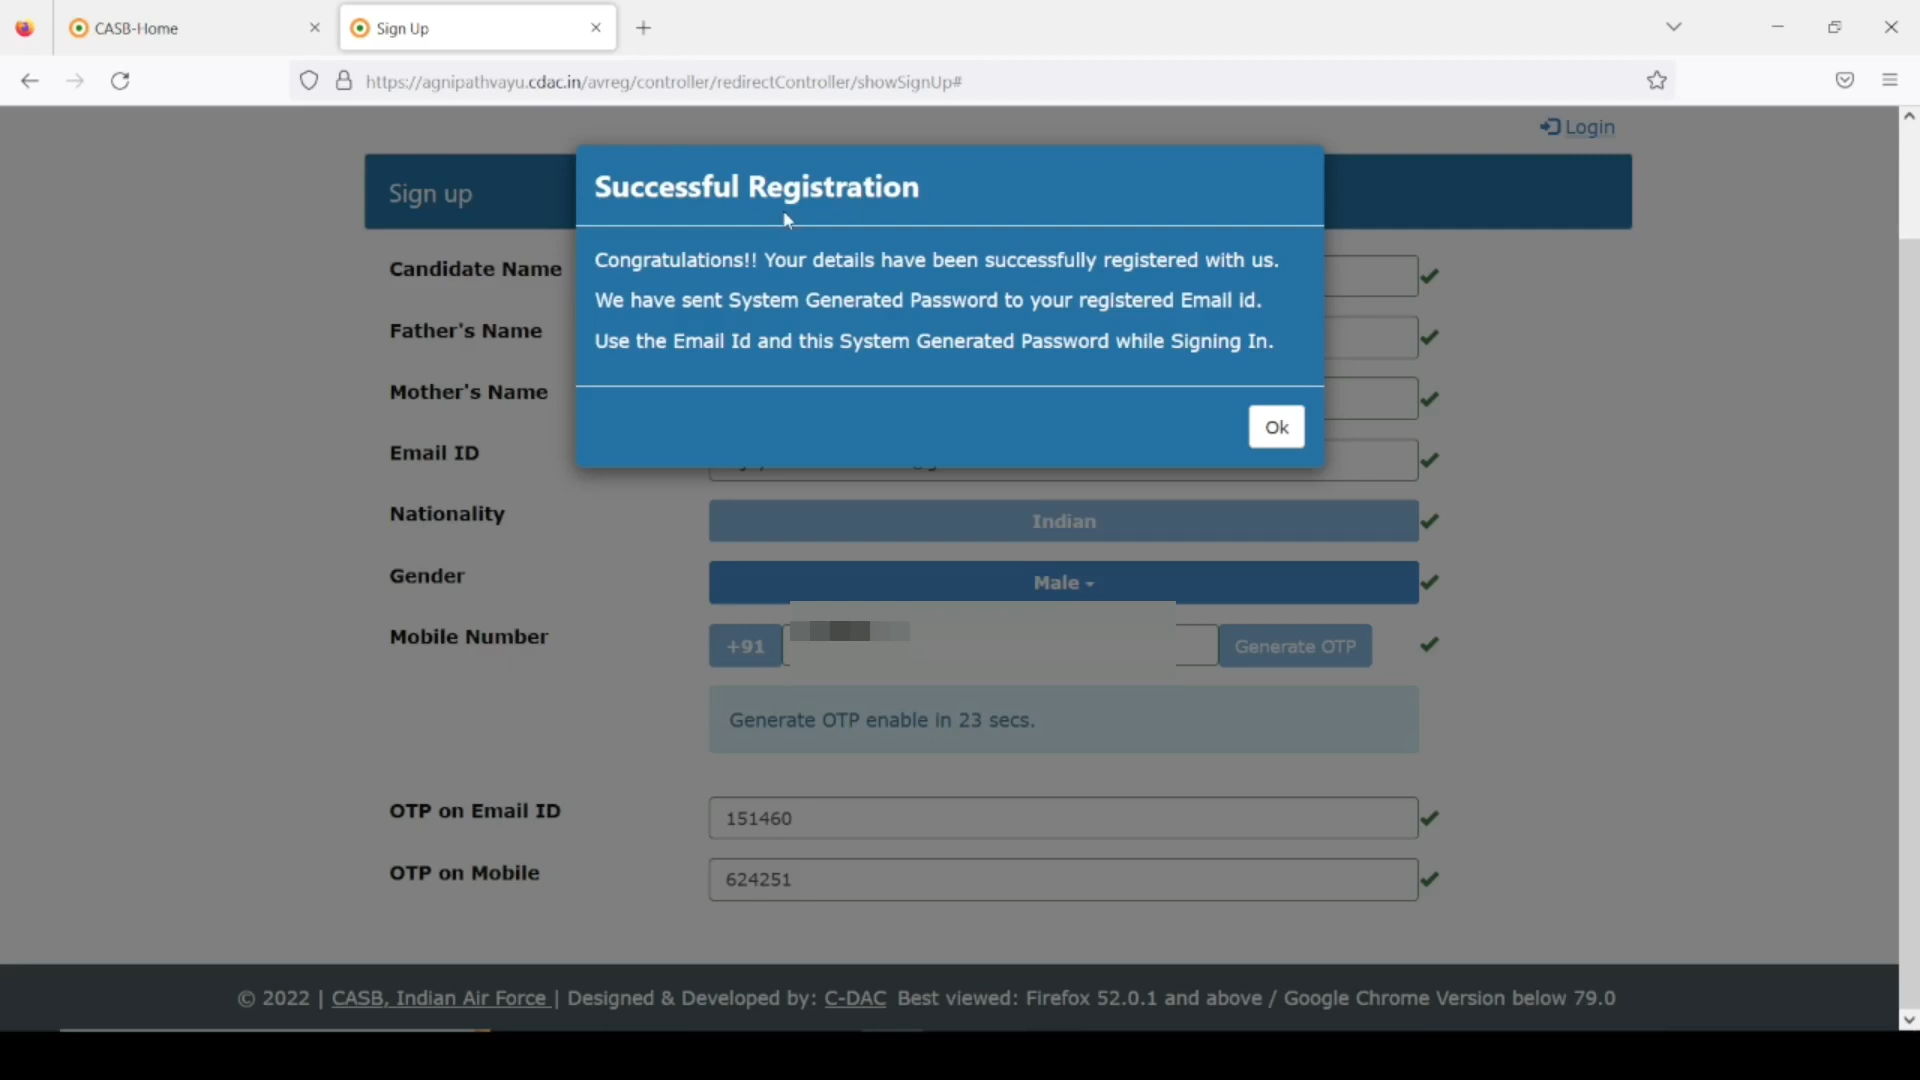 CASB-Home
Sign Up
https://agnipathvayu.cdac.in/avreg/controller/redirectController/showSignUp#
Login
Sign up
Successful Registration
Congratulations!! Your details have been successfully registered with us.
We have sent System Generated Password to your registered Email id.
Use the Email Id and this System Generated Password while Signing In.
Ok
Candidate Name
Father's Name
Mother's Name
Email ID
Nationality
Indian
Gender
Male
Mobile Number
+91
Generate OTP
Generate OTP enable in 23 secs.
OTP on Email ID
151460
OTP on Mobile
624251
© 2022 | CASB, Indian Air Force | Designed & Developed by: C-DAC Best viewed: Firefox 52.0.1 and above / Google Chrome Version below 79.0